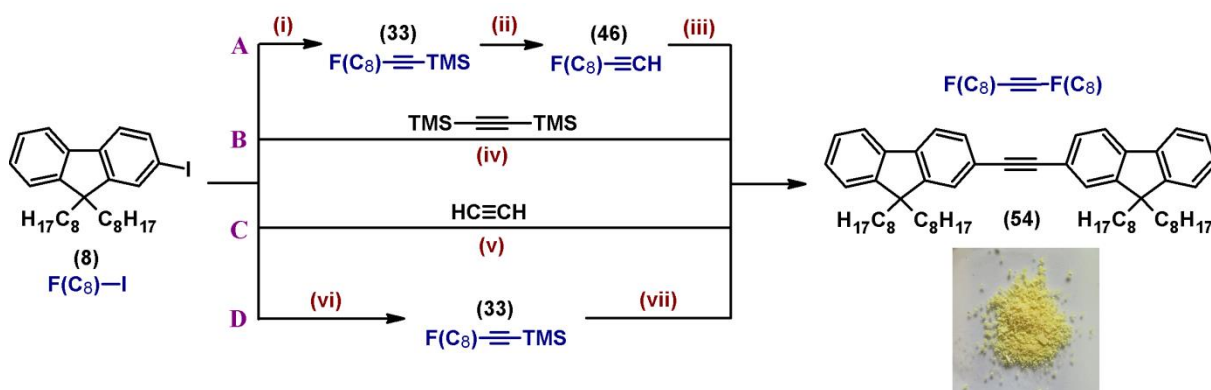 A (i) (33) (ii) (46) (iii)
F(C₈)—≡—TMS F(C₈)—≡CH
F(C₈)—≡—F(C₈)
TMS—≡—TMS
B (iv)
I
H₁₇C₈ C₈H₁₇
(8)
F(C₈)—I
HC≡CH
C (v)
H₁₇C₈ C₈H₁₇ (54) H₁₇C₈ C₈H₁₇
D (vi) (33) (vii)
F(C₈)—≡—TMS